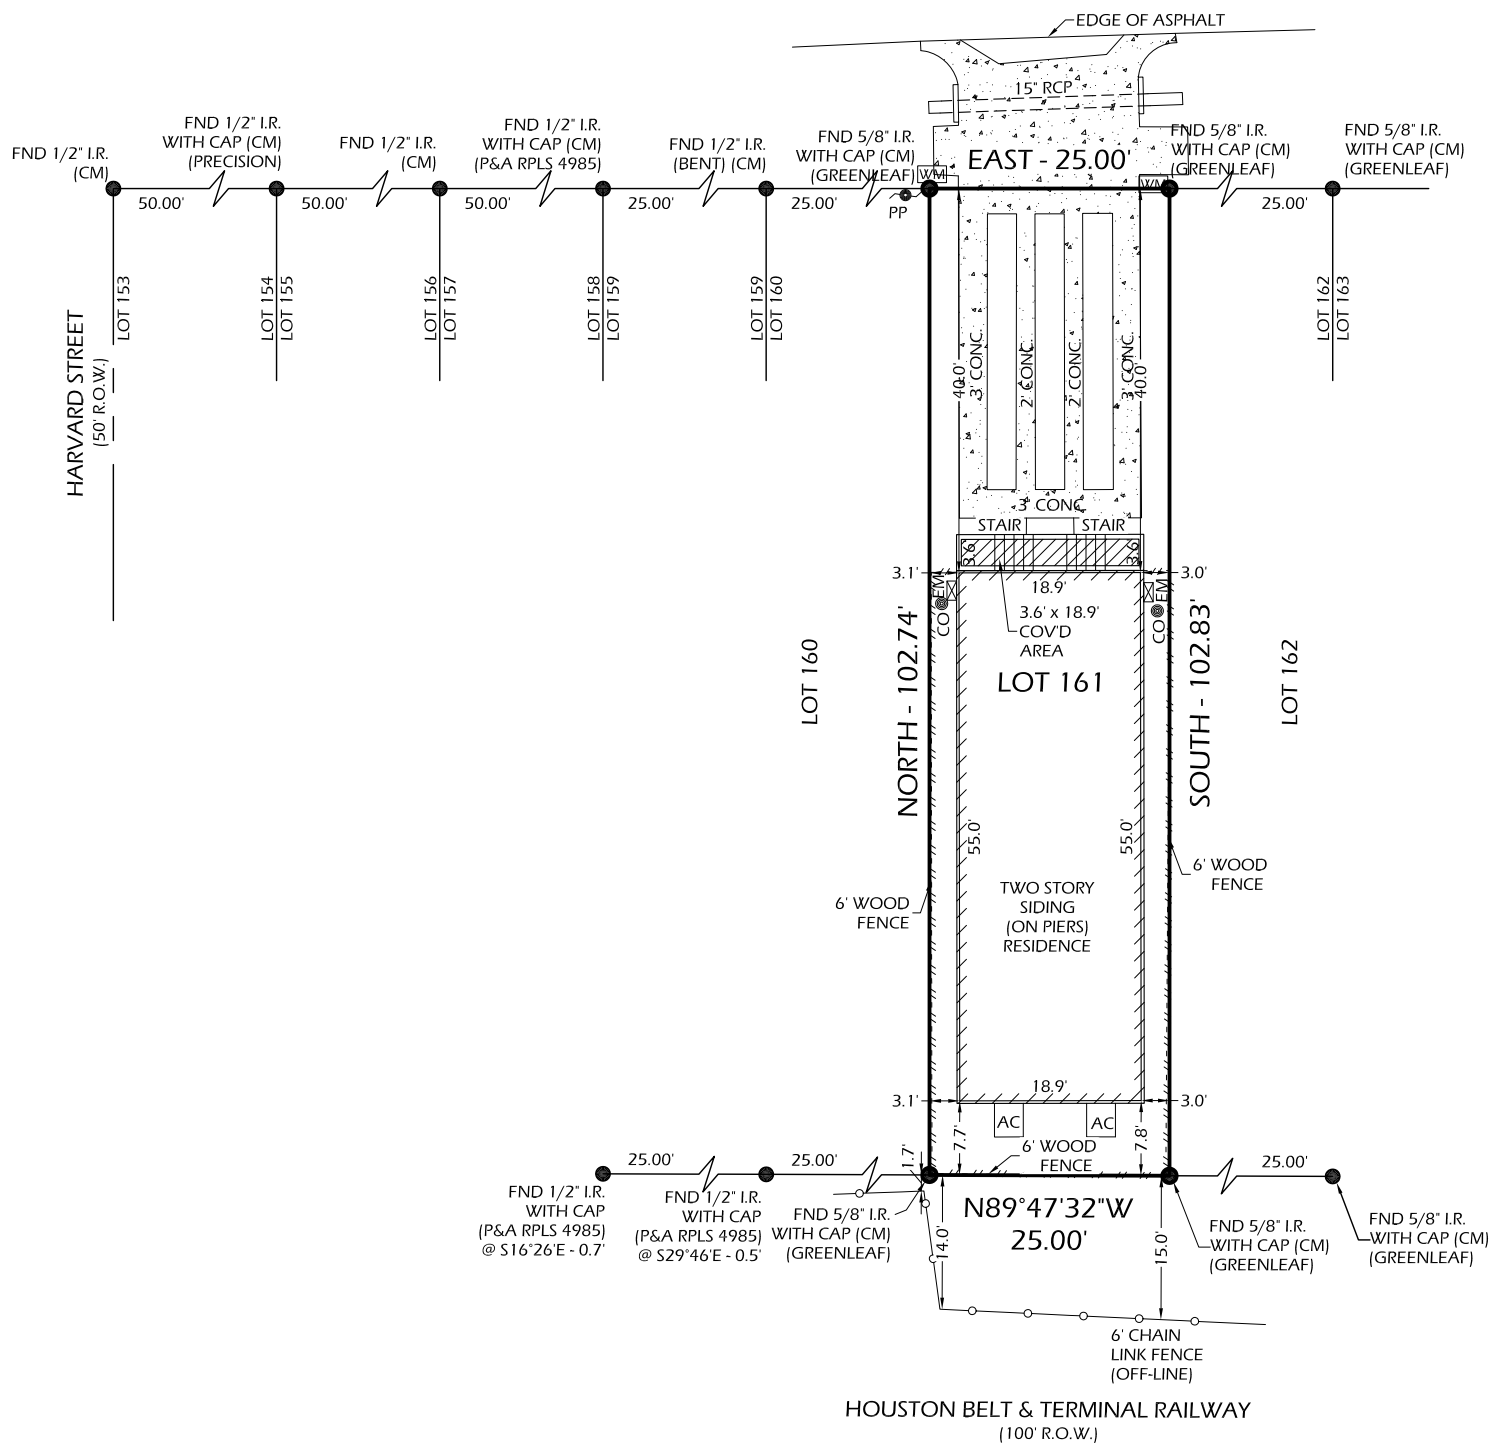 EDGE OF ASPHALT
15" RCP
FND 1/2" I.R.
(CM)
FND 1/2" I.R.
WITH CAP (CM)
(PRECISION)
FND 1/2" I.R.
(CM)
FND 1/2" I.R.
WITH CAP (CM)
(P&A RPLS 4985)
FND 1/2" I.R.
(BENT) (CM)
FND 5/8" I.R.
WITH CAP (CM)
(GREENLEAF)
WM
EAST - 25.00'
FND 5/8" I.R.
WITH CAP (CM)
(GREENLEAF)
WM
FND 5/8" I.R.
WITH CAP (CM)
(GREENLEAF)
50.00'
50.00'
50.00'
25.00'
25.00'
PP
25.00'
LOT 153
LOT 154
LOT 155
LOT 156
LOT 157
LOT 158
LOT 159
LOT 159
LOT 160
LOT 162
LOT 163
HARVARD STREET
(50' R.O.W.)
40.0'
3' CONC.
2' CONC.
2' CONC.
3' CONC.
40.0'
3' CONC.
STAIR
STAIR
3.6'
3.6'
3.1'
3.0'
18.9'
EM
CO
EM
CO
3.6' x 18.9'
COV'D
AREA
LOT 160
NORTH - 102.74'
LOT 161
SOUTH - 102.83'
LOT 162
55.0'
55.0'
6' WOOD
FENCE
6' WOOD
FENCE
TWO STORY
SIDING
(ON PIERS)
RESIDENCE
18.9'
3.1'
3.0'
AC
AC
7.7'
7.8'
6' WOOD
FENCE
1.7'
25.00'
25.00'
25.00'
FND 1/2" I.R.
WITH CAP
(P&A RPLS 4985)
@ S16°26'E - 0.7'
FND 1/2" I.R.
WITH CAP
(P&A RPLS 4985)
@ S29°46'E - 0.5'
FND 5/8" I.R.
WITH CAP (CM)
(GREENLEAF)
N89°47'32"W
25.00'
14.0'
15.0'
FND 5/8" I.R.
WITH CAP (CM)
(GREENLEAF)
FND 5/8" I.R.
WITH CAP (CM)
(GREENLEAF)
6' CHAIN
LINK FENCE
(OFF-LINE)
HOUSTON BELT & TERMINAL RAILWAY
(100' R.O.W.)